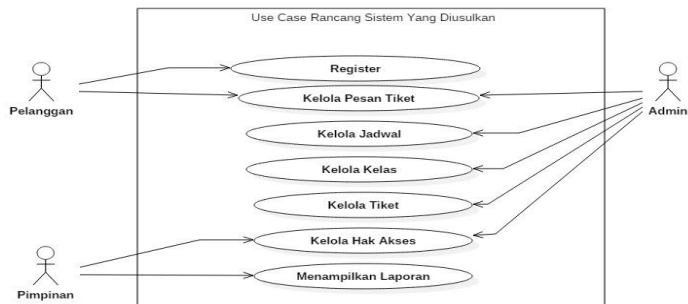 Use Case Rancang Sistem Yang Diusulkan
Register
Kelola Pesan Tiket
Pelanggan
Admin
Kelola Jadwal
Kelola Kelas
Kelola Tiket
Kelola Hak Akses
Menampilkan Laporan
Pimpinan